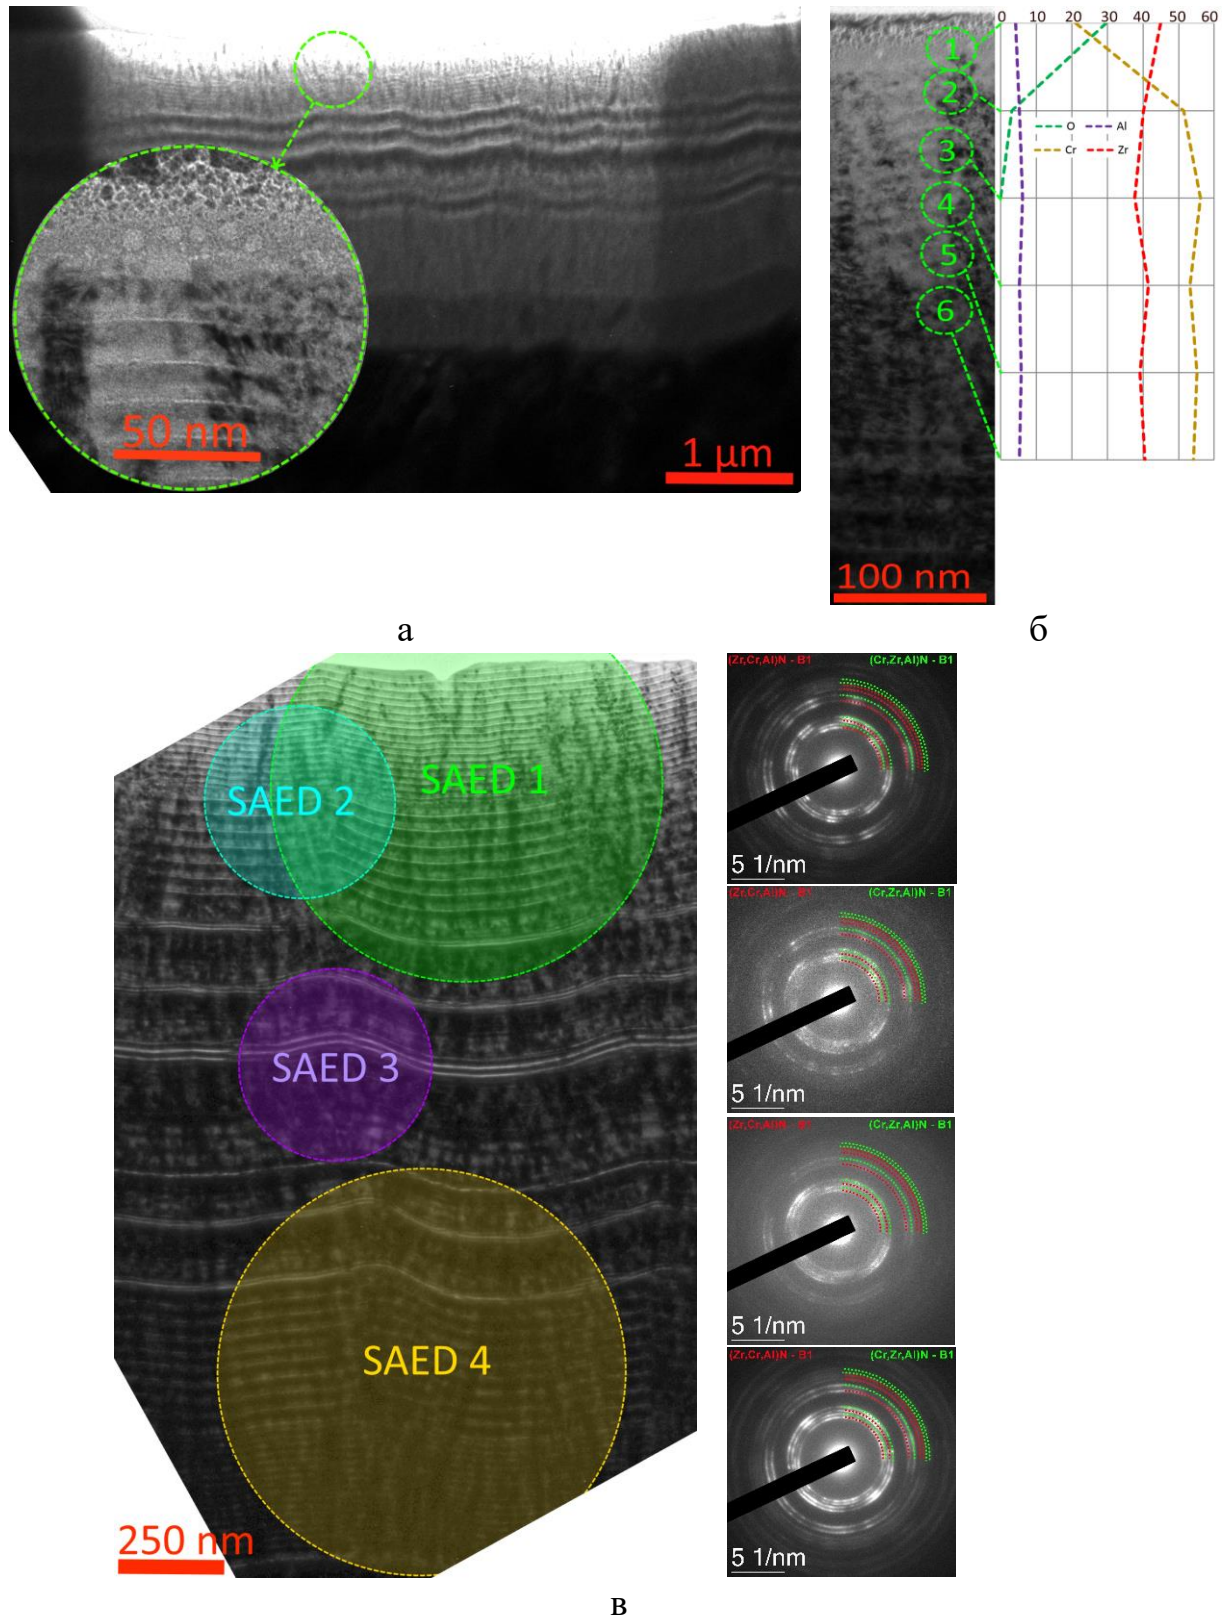 50 nm
1 µm
0 10 20 30 40 50 60
1
2
3
4
5
6
O Al
Cr Zr
100 nm
а
б
SAED 1
SAED 2
SAED 3
SAED 4
250 nm
(Zr,Cr,Al)N - B1 (Cr,Zr,Al)N - B1
5 1/nm
(Zr,Cr,Al)N - B1 (Cr,Zr,Al)N - B1
5 1/nm
(Zr,Cr,Al)N - B1 (Cr,Zr,Al)N - B1
5 1/nm
(Zr,Cr,Al)N - B1 (Cr,Zr,Al)N - B1
5 1/nm
в